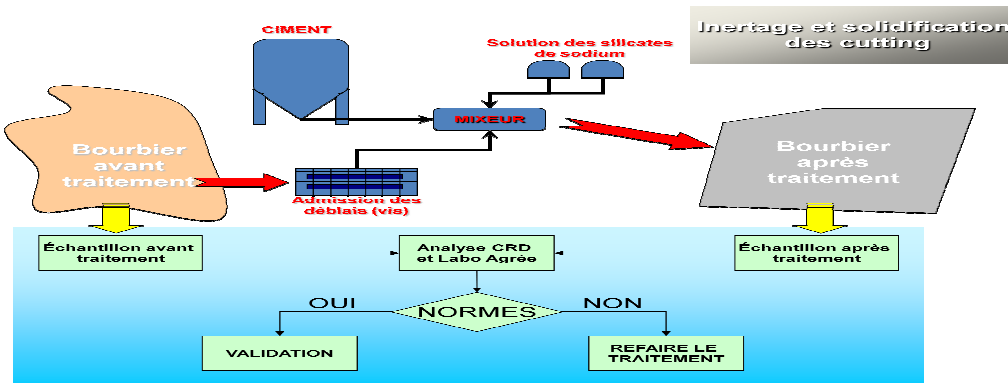 Inertage et solidification
des cutting
CIMENT
Solution des silicates
de sodium
MIXEUR
Bourbier
avant
traitement
Bourbier
après
traitement
Admission des
déblais (vis)
Échantillon avant
traitement
Analyse CRD
et Labo Agrée
Échantillon après
traitement
OUI
NORMES
NON
VALIDATION
REFAIRE LE
TRAITEMENT